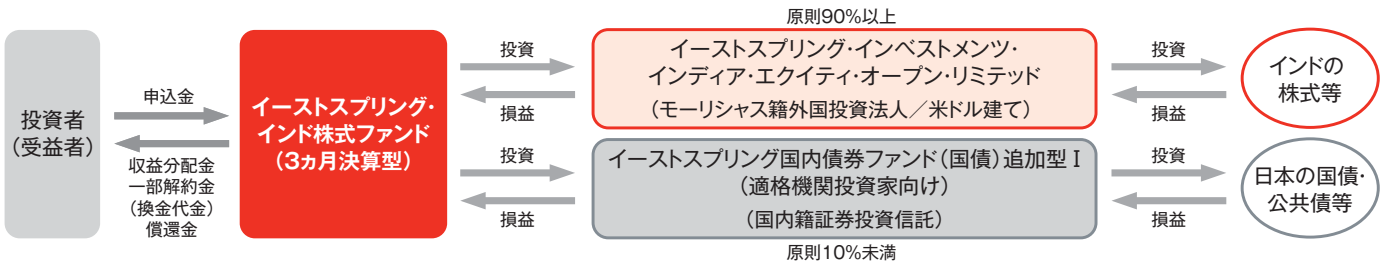 投資者
(受益者)
申込金
収益分配金
一部解約金
(換金代金)
償還金
イーストスプリング・
インド株式ファンド
(3ヵ月決算型)
投資
損益
投資
損益
原則90%以上
イーストスプリング・インベストメンツ・
インディア・エクイティ・オープン・リミテッド
(モーリシャス籍外国投資法人／米ドル建て)
イーストスプリング国内債券ファンド(国債)追加型Ⅰ
(適格機関投資家向け)
(国内籍証券投資信託)
原則10%未満
投資
損益
投資
損益
インドの
株式等
日本の国債・
公共債等